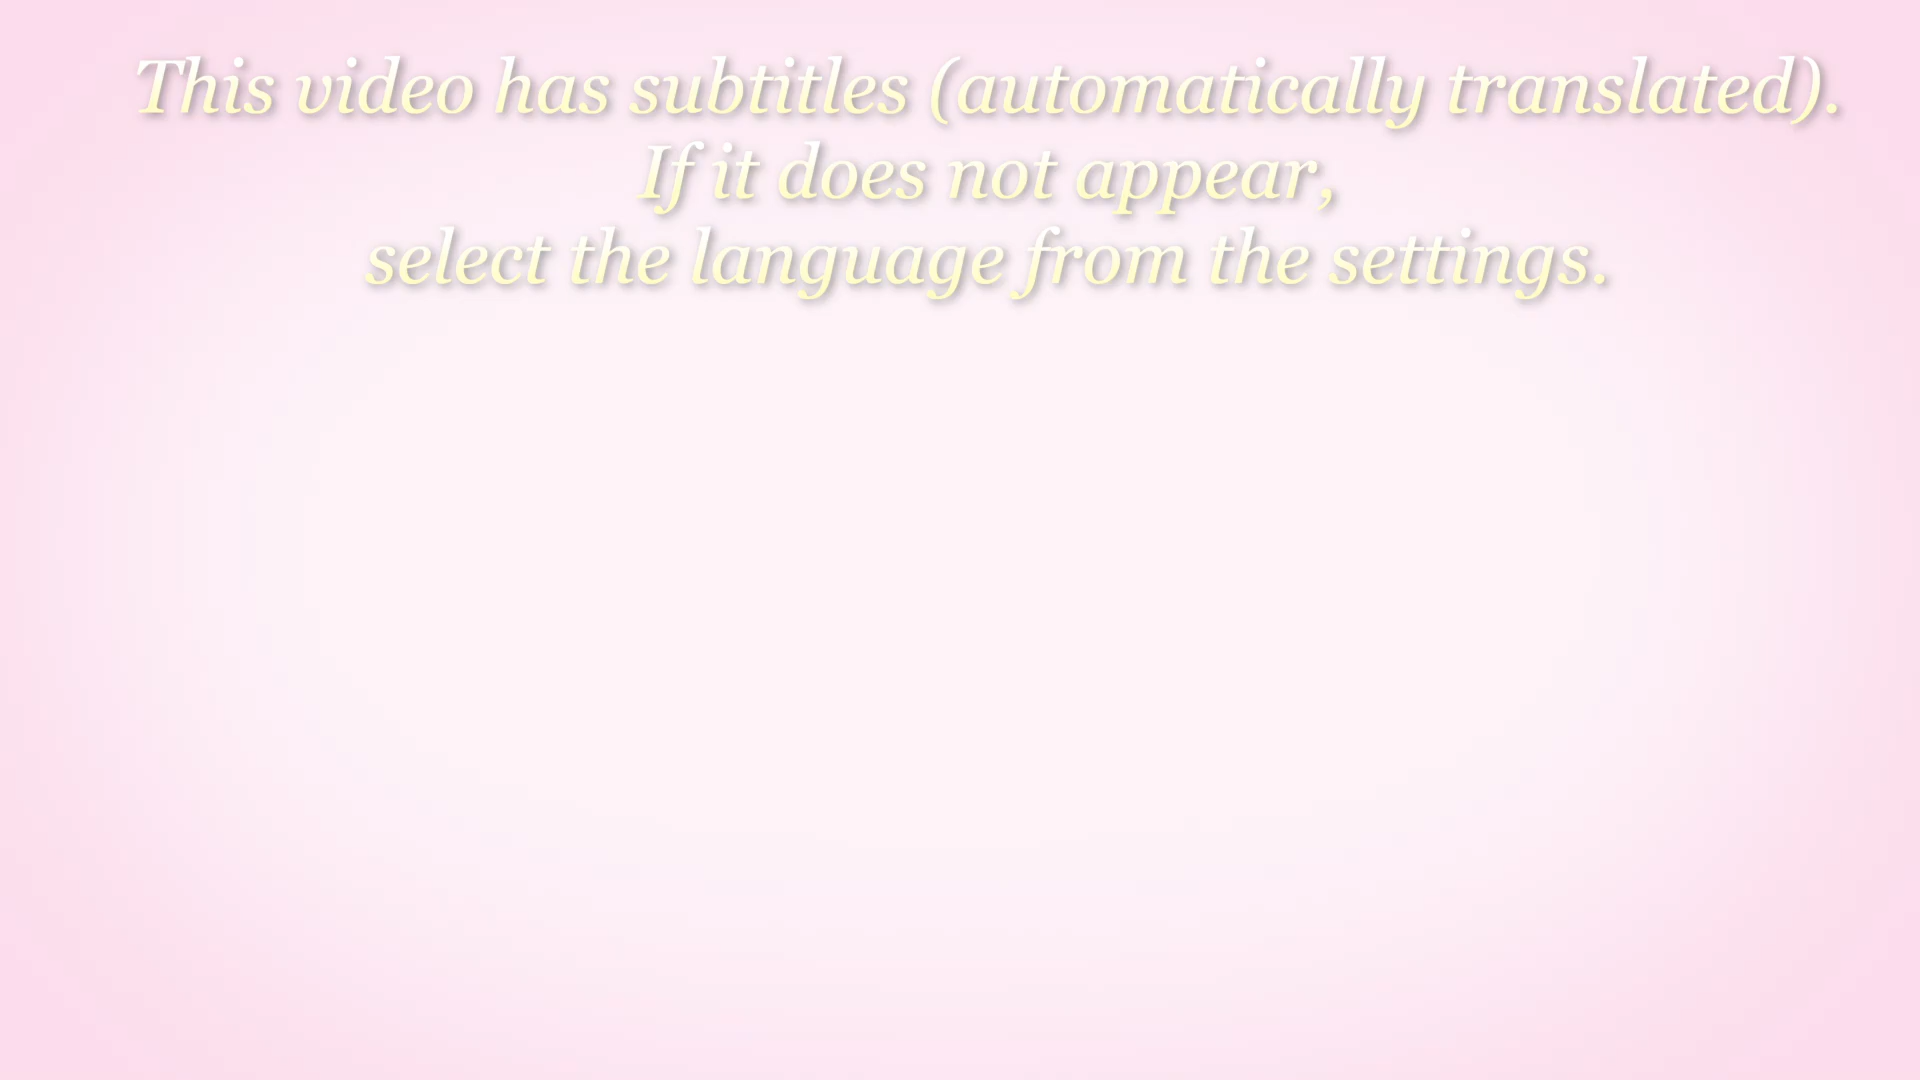 This video has subtitles (automatically translated).
If it does not appear,
select the language from the settings.